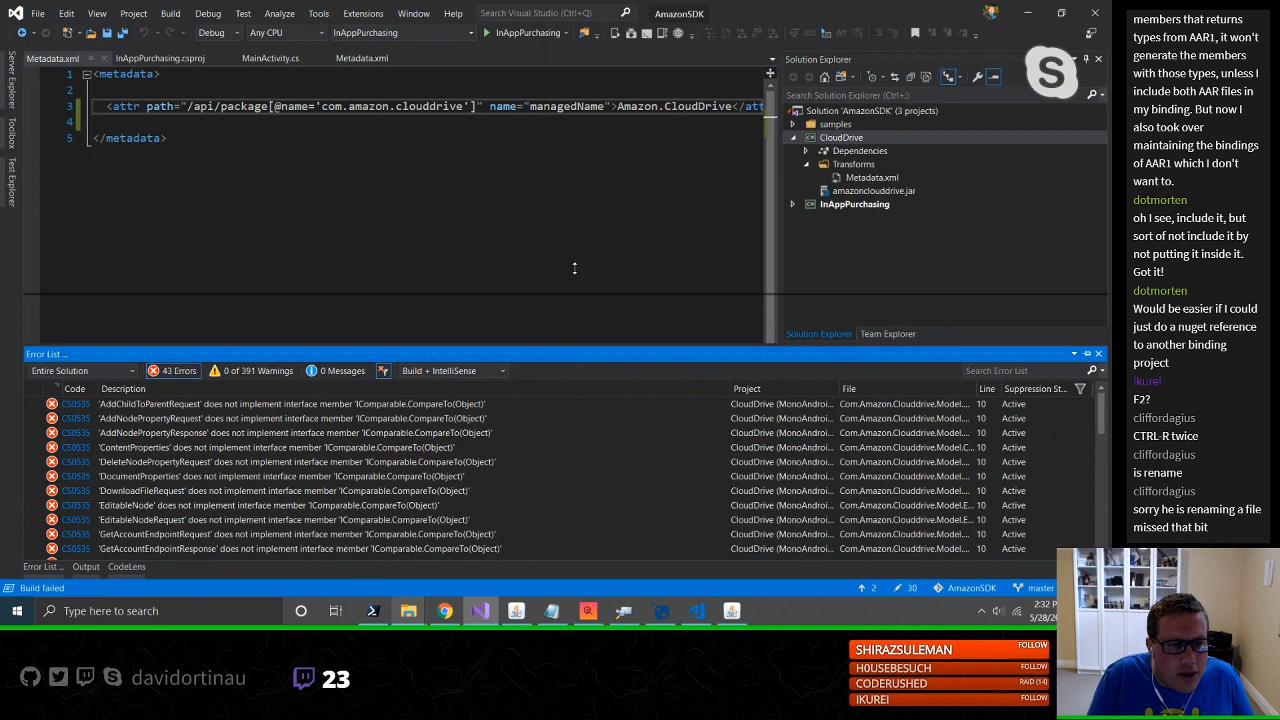 File Edit View Project Build Debug Team Test Analyze Tools Extensions Window Help Search Visual Studio (Ctrl+Q) AmazonSDK
Debug Any CPU InAppPurchasing InAppPurchasing
Metadata.xml InAppPurchasing.csproj MainActivity.cs Metadata.xml
Server Explorer
Toolbox
Test Explorer
1 <metadata>
2
3 <attr path="/api/package[@name='com.amazon.clouddrive']" name="managedName">Amazon.CloudDrive</att
4
5 </metadata>
Solution Explorer
Search Solution Explorer (Ctrl+;)
Solution "AmazonSDK" (3 projects)
samples
CloudDrive
Dependencies
Transforms
Metadata.xml
amazonclouddrive.jar
InAppPurchasing
Solution Explorer Team Explorer
Error List ...
Entire Solution 43 Errors 0 of 391 Warnings 0 Messages Build + IntelliSense Search Error List
Code Description Project File Line Suppression St...
CS0535 'AddChildToParentRequest' does not implement interface member 'IComparable.CompareTo(Object)' CloudDrive (MonoAndroi... Com.Amazon.Clouddrive.Model.... 10 Active
CS0535 'AddNodePropertyRequest' does not implement interface member 'IComparable.CompareTo(Object)' CloudDrive (MonoAndroi... Com.Amazon.Clouddrive.Model.... 10 Active
CS0535 'AddNodePropertyResponse' does not implement interface member 'IComparable.CompareTo(Object)' CloudDrive (MonoAndroi... Com.Amazon.Clouddrive.Model.... 10 Active
CS0535 'ContentProperties' does not implement interface member 'IComparable.CompareTo(Object)' CloudDrive (MonoAndroi... Com.Amazon.Clouddrive.Model.C... 10 Active
CS0535 'DeleteNodePropertyRequest' does not implement interface member 'IComparable.CompareTo(Object)' CloudDrive (MonoAndroi... Com.Amazon.Clouddrive.Model.... 10 Active
CS0535 'DocumentProperties' does not implement interface member 'IComparable.CompareTo(Object)' CloudDrive (MonoAndroi... Com.Amazon.Clouddrive.Model.... 10 Active
CS0535 'DownloadFileRequest' does not implement interface member 'IComparable.CompareTo(Object)' CloudDrive (MonoAndroi... Com.Amazon.Clouddrive.Model.... 10 Active
CS0535 'EditableNode' does not implement interface member 'IComparable.CompareTo(Object)' CloudDrive (MonoAndroi... Com.Amazon.Clouddrive.Model.E... 10 Active
CS0535 'EditableNodeRequest' does not implement interface member 'IComparable.CompareTo(Object)' CloudDrive (MonoAndroi... Com.Amazon.Clouddrive.Model.E... 10 Active
CS0535 'GetAccountEndpointRequest' does not implement interface member 'IComparable.CompareTo(Object)' CloudDrive (MonoAndroi... Com.Amazon.Clouddrive.Model.... 10 Active
CS0535 'GetAccountEndpointResponse' does not implement interface member 'IComparable.CompareTo(Object)' CloudDrive (MonoAndroi... Com.Amazon.Clouddrive.Model.... 10 Active
Error List ... Output CodeLens
Build failed 2 30 AmazonSDK master
Type here to search
2:32 PM
5/28/20
davidortinau 23
SHIRAZSULEMAN FOLLOW
H0USEBESUCH FOLLOW
CODERUSHED RAID (14)
IKUREI FOLLOW
members that returns
types from AAR1, it won't
generate the members
with those types, unless I
include both AAR files in
my binding. But now I
also took over
maintaining the bindings
of AAR1 which I don't
want to.
dotmorten
oh I see, include it, but
sort of not include it by
not putting it inside it.
Got it!
dotmorten
Would be easier if I could
just do a nuget reference
to another binding
project
ikurei
F2?
cliffordagius
CTRL-R twice
cliffordagius
is rename
cliffordagius
sorry he is renaming a file
missed that bit